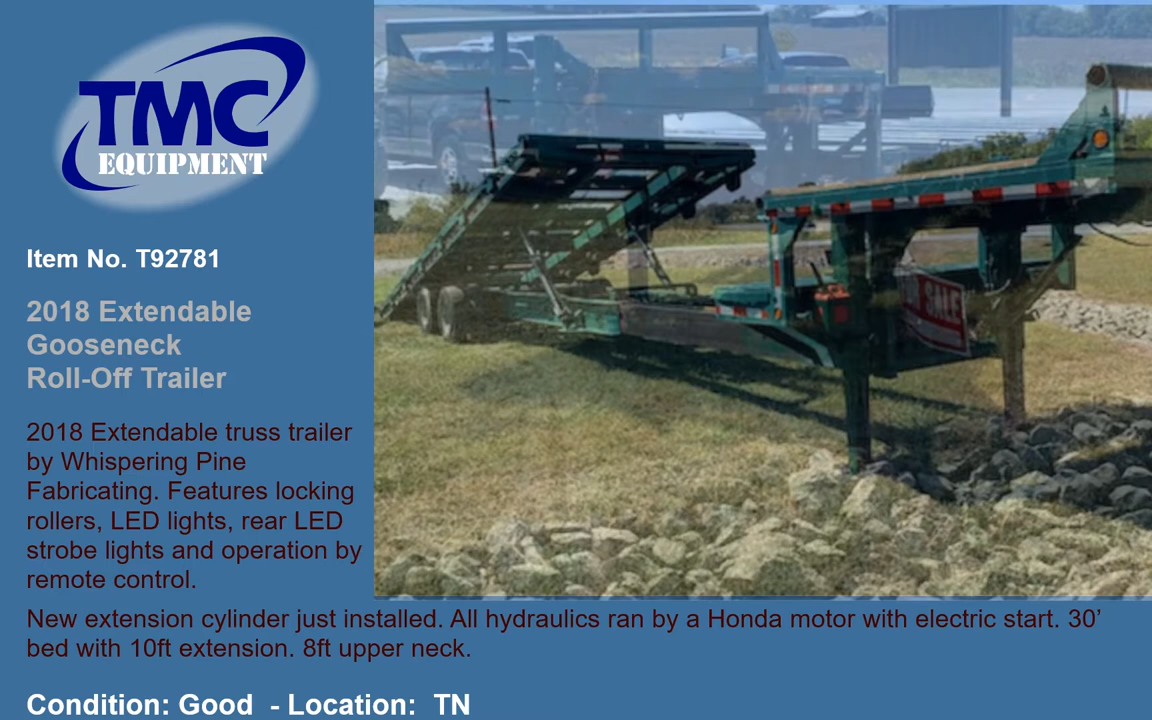 TMC
EQUIPMENT
Item No. T92781
2018 Extendable
Gooseneck
Roll-Off Trailer
2018 Extendable truss trailer
by Whispering Pine
Fabricating. Features locking
rollers, LED lights, rear LED
strobe lights and operation by
remote control.
New extension cylinder just installed. All hydraulics ran by a Honda motor with electric start. 30’
bed with 10ft extension. 8ft upper neck.
Condition: Good  - Location:  TN
SALE